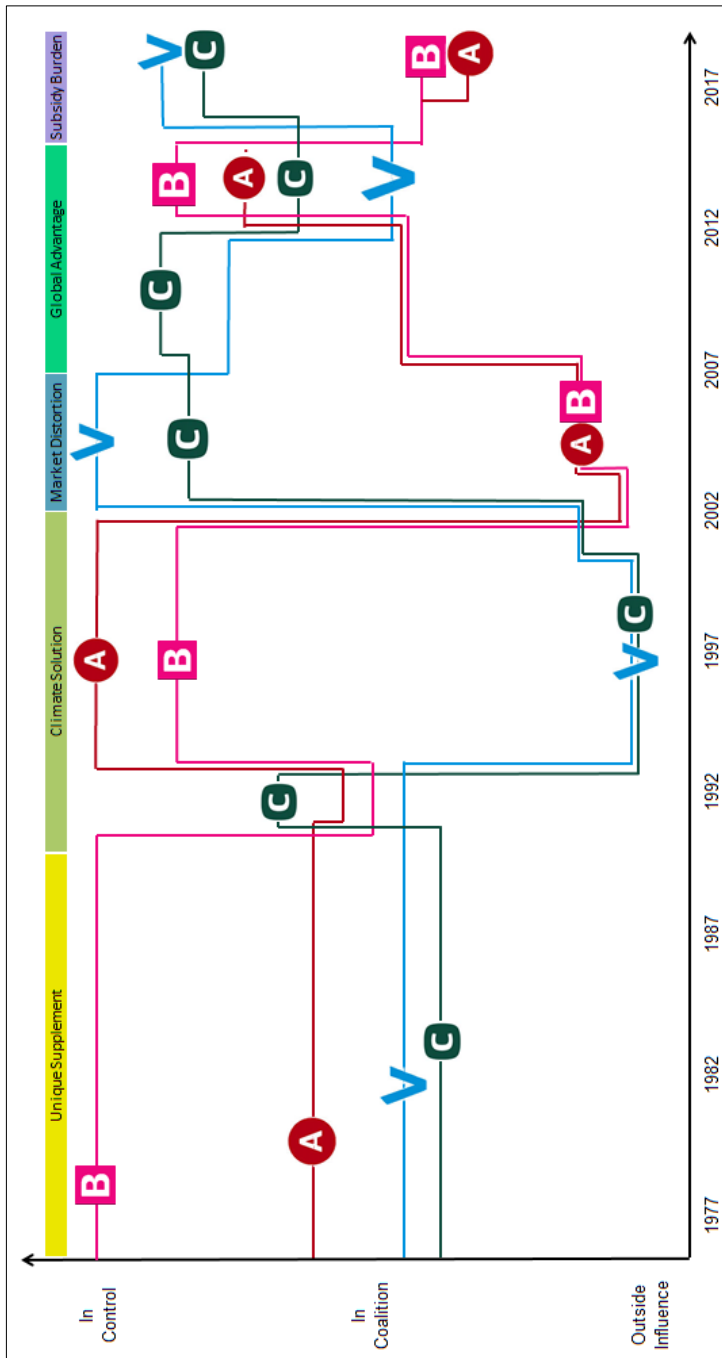 Unique Supplement
Climate Solution
Market Distortion
Global Advantage
Subsidy Burden
In
Control
In
Coalition
Outside
Influence
B
A
V
C
C
A
B
V
C
V
C
A
B
C
B
A
C
V
V
C
B
A
1977
1982
1987
1992
1997
2002
2007
2012
2017